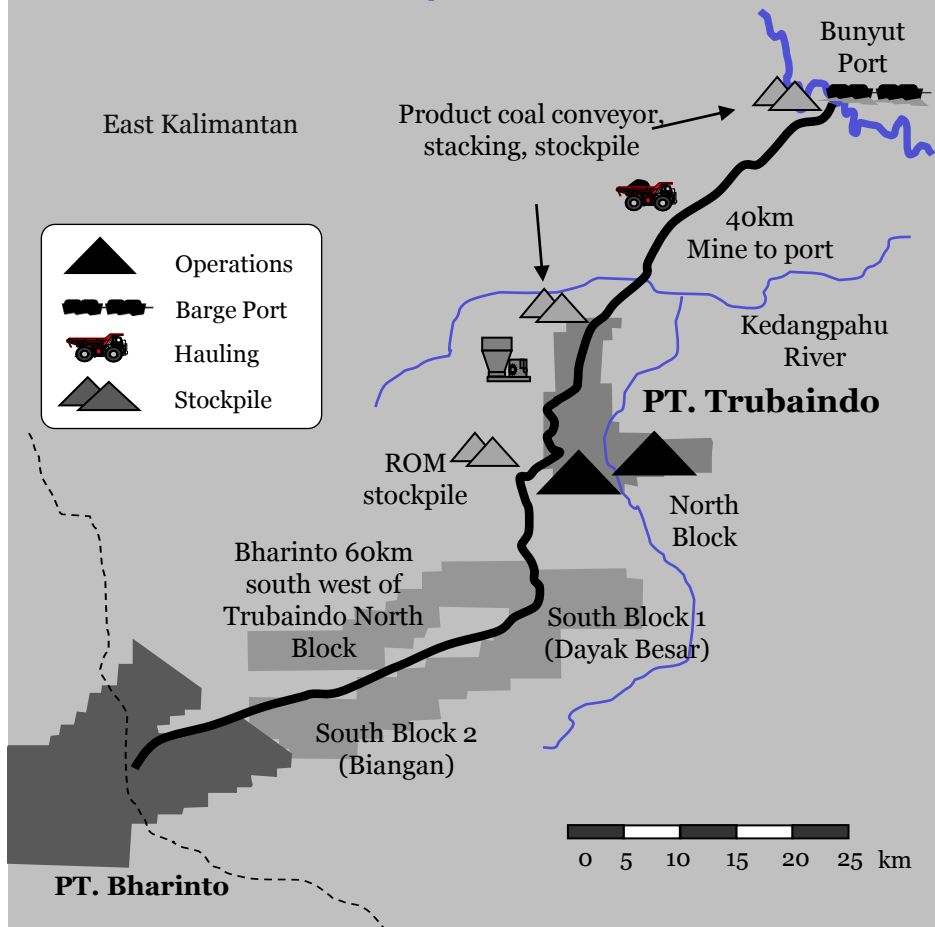 Bunyut
Port
Product coal conveyor,
stacking, stockpile
East Kalimantan
40km
Mine to port
Operations
Barge Port
Hauling
Stockpile
Kedangpahu
River
PT. Trubaindo
ROM
stockpile
North
Block
Bharinto 60km
south west of
Trubaindo North
Block
South Block 1
(Dayak Besar)
South Block 2
(Biangan)
0 5 10 15 20 25 km
PT. Bharinto